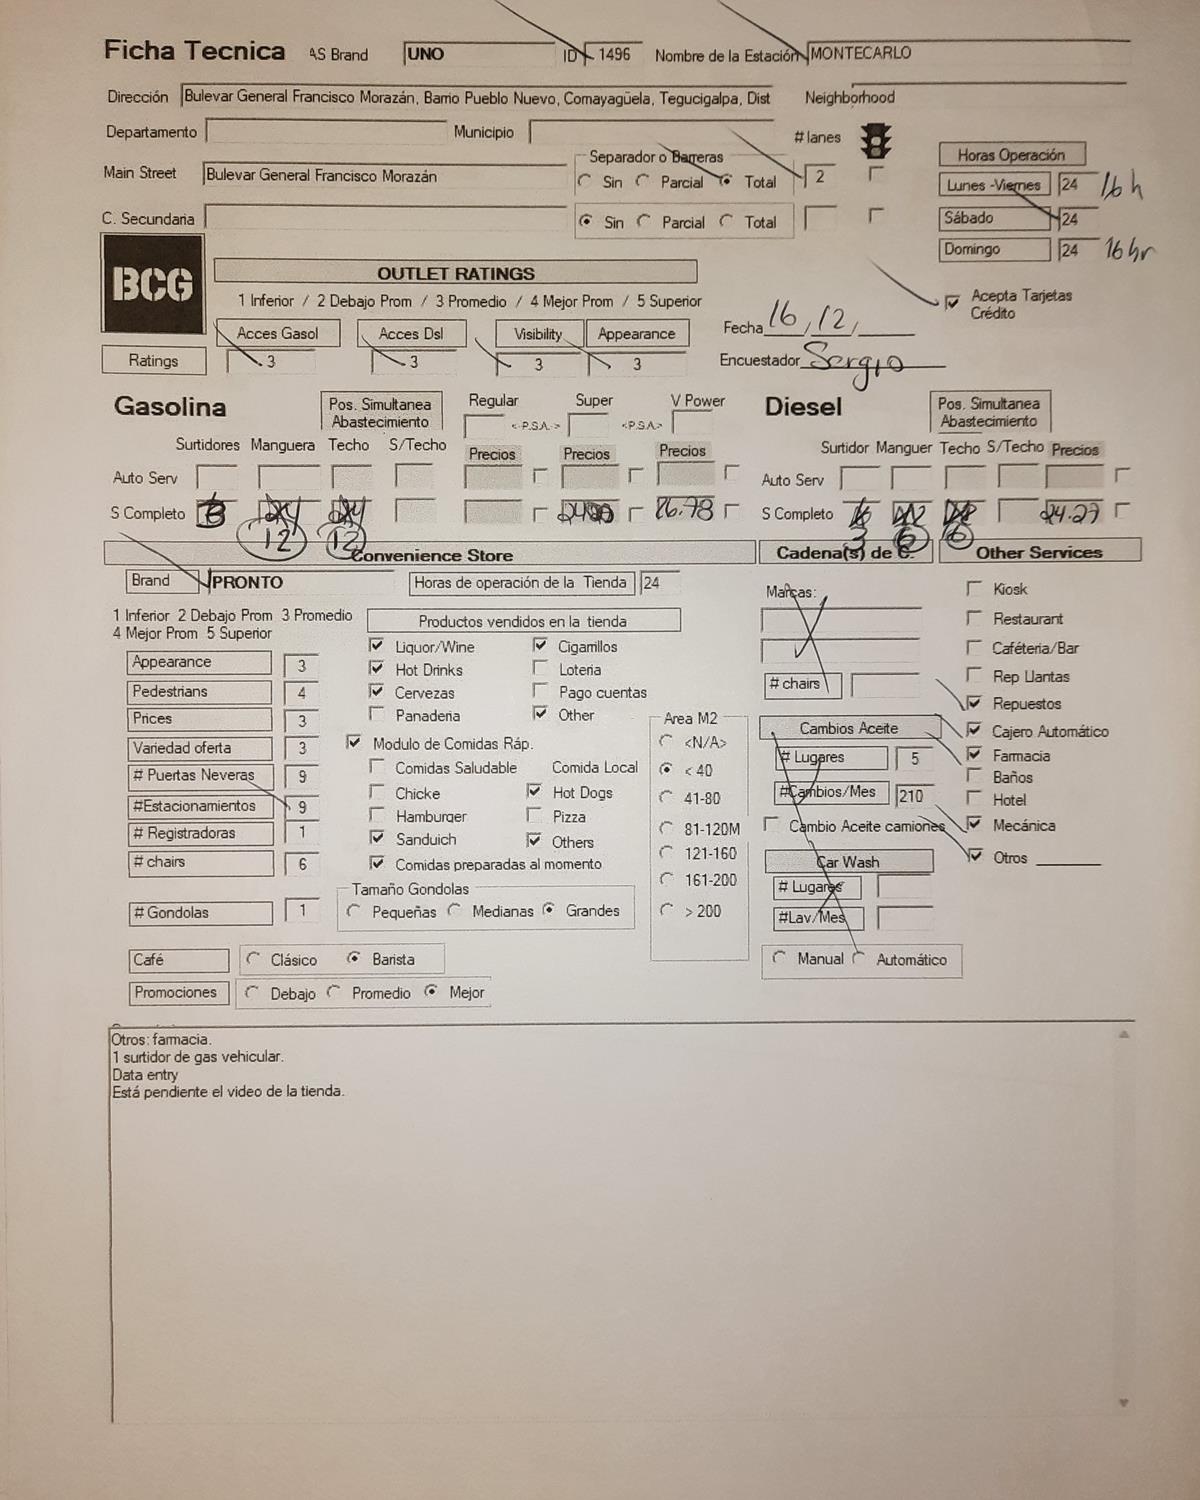 Ficha Tecnica AS Brand UNO ID 1496 Nombre de la Estación MONTECARLO
Dirección Bulevar General Francisco Morazán, Barrio Pueblo Nuevo, Comayagüela, Tegucigalpa, Dist Neighborhood
Departamento Municipio # lanes
Separador o Barreras Horas Operación
Main Street Bulevar General Francisco Morazán Sin Parcial Total 2
Lunes -Viernes 24 16 h
C. Secundaria Sin Parcial Total Sábado 24
Domingo 24 16 hr
BCG OUTLET RATINGS
1 Inferior / 2 Debajo Prom / 3 Promedio / 4 Mejor Prom / 5 Superior
Acepta Tarjetas
Crédito
Acces Gasol Acces Dsl Visibility Appearance Fecha 16, 12,
Ratings 3 3 3 3 Encuestador Sergio
Gasolina Pos. Simultanea Regular Super V Power Diesel Pos. Simultanea
Abastecimiento <-P.S.A.-> <P.S.A.> Abastecimiento
Surtidores Manguera Techo S/Techo Precios Precios Precios Surtidor Manguer Techo S/Techo Precios
Auto Serv Auto Serv
S Completo 26.78 S Completo 24.27
12 12 3 6 6
Convenience Store Cadena(s) de C. Other Services
Brand PRONTO Horas de operación de la Tienda 24 Marcas: Kiosk
1 Inferior 2 Debajo Prom 3 Promedio Productos vendidos en la tienda Restaurant
4 Mejor Prom 5 Superior
Liquor/Wine Cigarrillos Caféteria/Bar
Appearance 3 Hot Drinks Loteria Rep Llantas
Pedestrians 4 Cervezas Pago cuentas # chairs Repuestos
Prices 3 Panaderia Other Area M2 Cambios Aceite Cajero Automático
Variedad oferta 3 Modulo de Comidas Ráp. <N/A> # Lugares 5 Farmacia
# Puertas Neveras 9 Comidas Saludable Comida Local < 40 Baños
#Estacionamientos 9 Chicke Hot Dogs 41-80 #Cambios/Mes 210 Hotel
# Registradoras 1 Hamburger Pizza 81-120M Cambio Aceite camiones Mecánica
Sanduich Others
# chairs 6 Comidas preparadas al momento 121-160 Car Wash Otros
Tamaño Gondolas 161-200 # Lugares
# Gondolas 1 Pequeñas Medianas Grandes > 200 #Lav/Mes
Café Clásico Barista Manual Automático
Promociones Debajo Promedio Mejor
Otros: farmacia.
1 surtidor de gas vehicular.
Data entry
Está pendiente el video de la tienda.